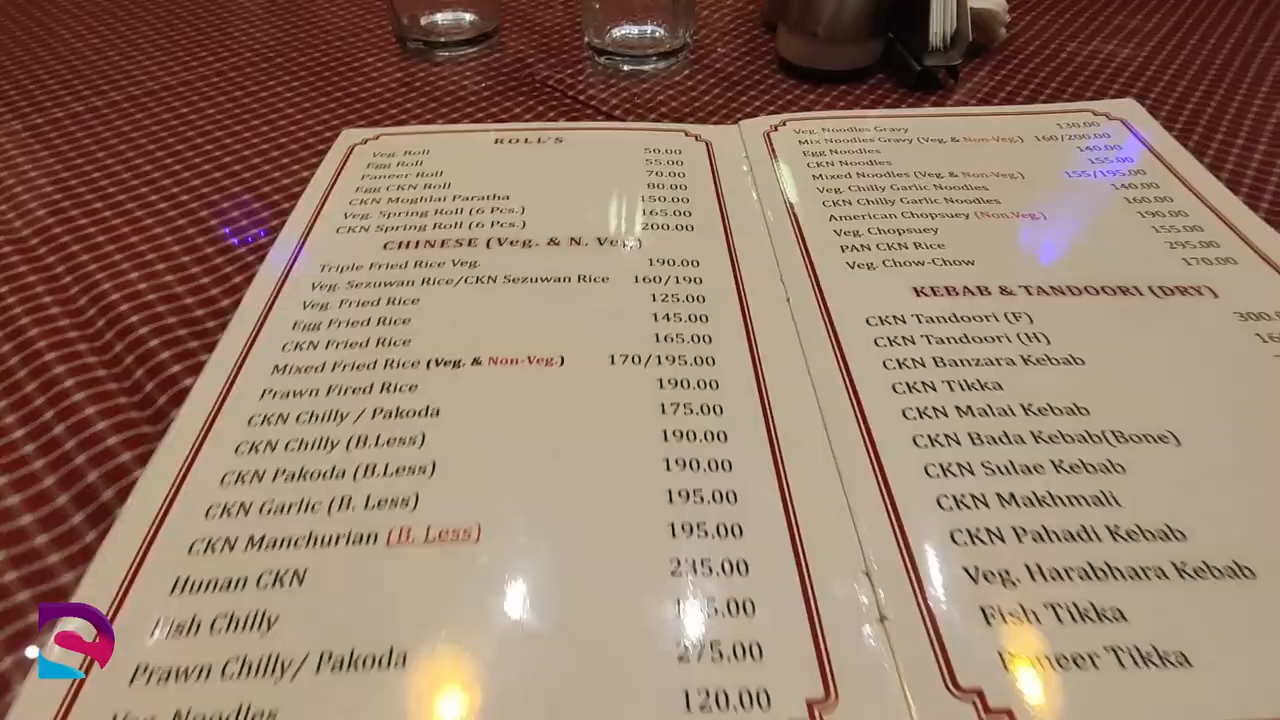 ROLL'S
Veg. Roll 50.00
Egg Roll 55.00
Paneer Roll 70.00
Egg CKN Roll 80.00
CKN Moghlai Paratha 150.00
Veg. Spring Roll (6 Pcs.) 165.00
CKN Spring Roll (6 Pcs.) 200.00
CHINESE (Veg. & N. Veg)
Triple Fried Rice Veg. 190.00
Veg. Sezuwan Rice/CKN Sezuwan Rice 160/190
Veg. Fried Rice 125.00
Egg Fried Rice 145.00
CKN Fried Rice 165.00
Mixed Fried Rice (Veg. & Non-Veg.) 170/195.00
Prawn Fired Rice 190.00
CKN Chilly / Pakoda 175.00
CKN Chilly (B.Less) 190.00
CKN Pakoda (B.Less) 190.00
CKN Garlic (B. Less) 195.00
CKN Manchurian (B. Less) 195.00
Hunan CKN 235.00
Fish Chilly
Prawn Chilly/ Pakoda 275.00
Veg. Noodles 120.00
Veg. Noodles Gravy 130.00
Mix Noodles Gravy (Veg. & Non-Veg.) 160/200.00
Egg Noodles 140.00
CKN Noodles 155.00
Mixed Noodles (Veg. & Non-Veg.) 155/195.00
Veg. Chilly Garlic Noodles 140.00
CKN Chilly Garlic Noodles 160.00
American Chopsuey (Non.Veg.) 190.00
Veg. Chopsuey 155.00
PAN CKN Rice 295.00
Veg. Chow-Chow 170.00
KEBAB & TANDOORI (DRY)
CKN Tandoori (F)
CKN Tandoori (H)
CKN Banzara Kebab
CKN Tikka
CKN Malai Kebab
CKN Bada Kebab(Bone)
CKN Sulae Kebab
CKN Makhmali
CKN Pahadi Kebab
Veg. Harabhara Kebab
Fish Tikka
Paneer Tikka